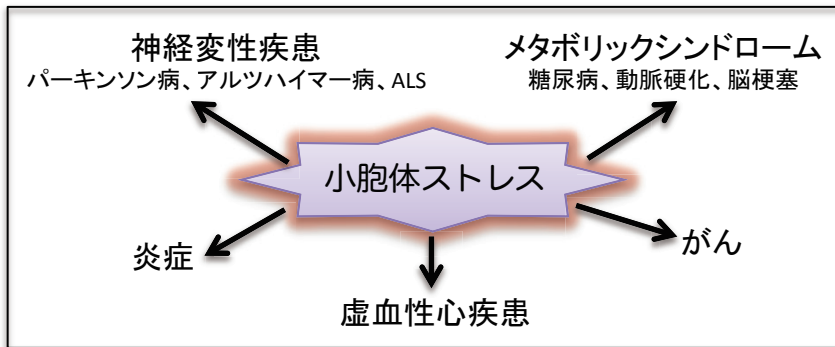 神経変性疾患
パーキンソン病、アルツハイマー病、ALS
メタボリックシンドローム
糖尿病、動脈硬化、脳梗塞
小胞体ストレス
炎症
がん
虚血性心疾患